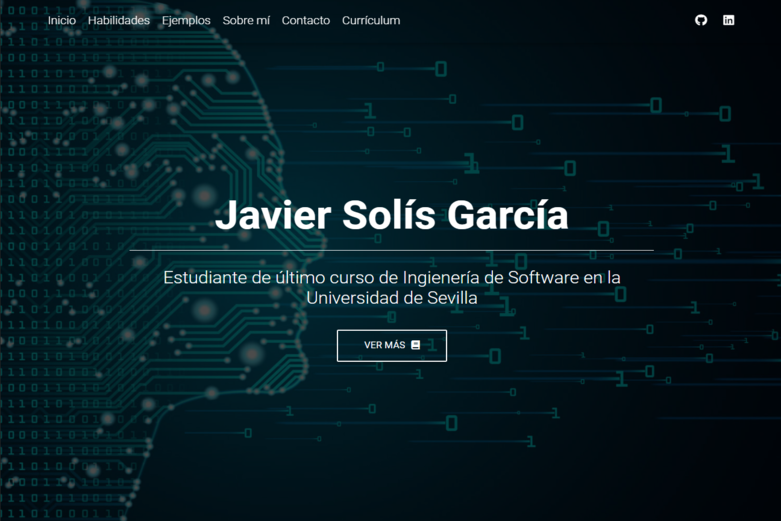 Inicio Habilidades Ejemplos Sobre mí Contacto Currículum
Javier Solís García
Estudiante de último curso de Ingienería de Software en la
Universidad de Sevilla
VER MÁS